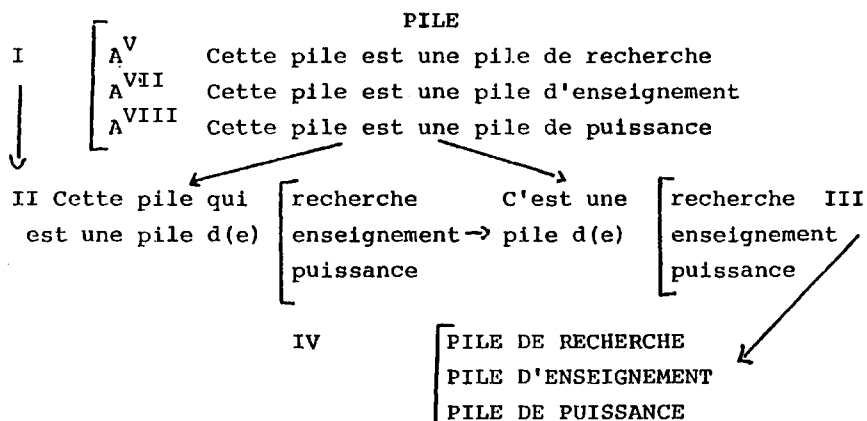 PILE
I A^V Cette pile est une pile de recherche
A^VII Cette pile est une pile d'enseignement
A^VIII Cette pile est une pile de puissance
II Cette pile qui recherche C'est une recherche III
est une pile d(e) enseignement → pile d(e) enseignement
puissance puissance
IV PILE DE RECHERCHE
PILE D'ENSEIGNEMENT
PILE DE PUISSANCE